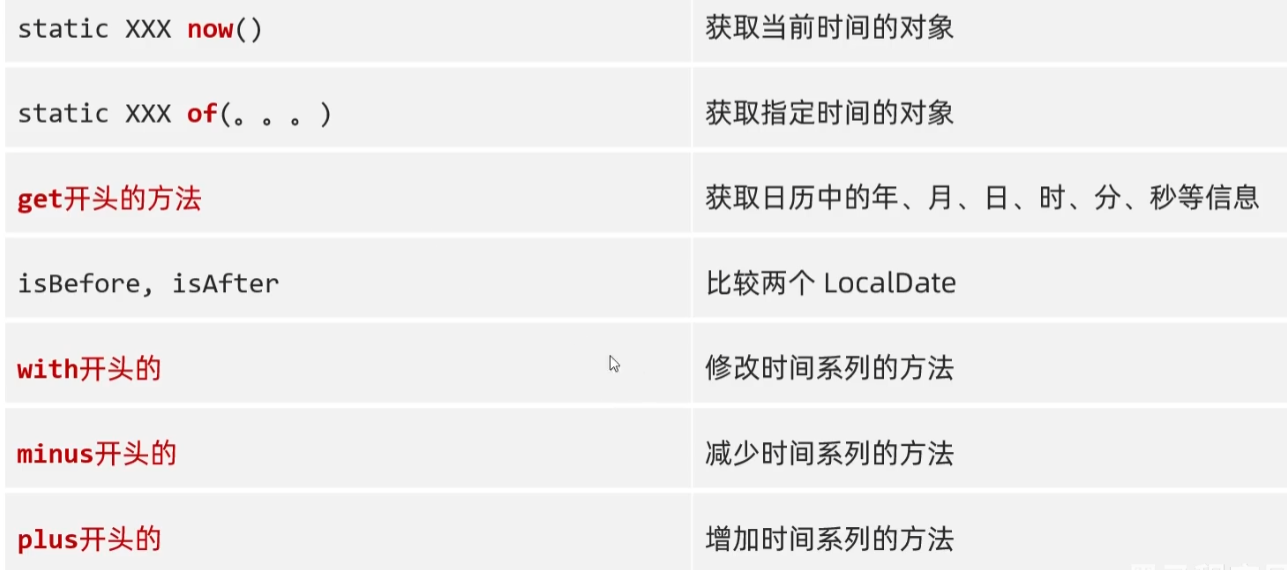 static XXX now()
获取当前时间的对象
static XXX of(。。。)
获取指定时间的对象
get开头的方法
获取日历中的年、月、日、时、分、秒等信息
isBefore, isAfter
比较两个 LocalDate
with开头的
修改时间系列的方法
minus开头的
减少时间系列的方法
plus开头的
增加时间系列的方法